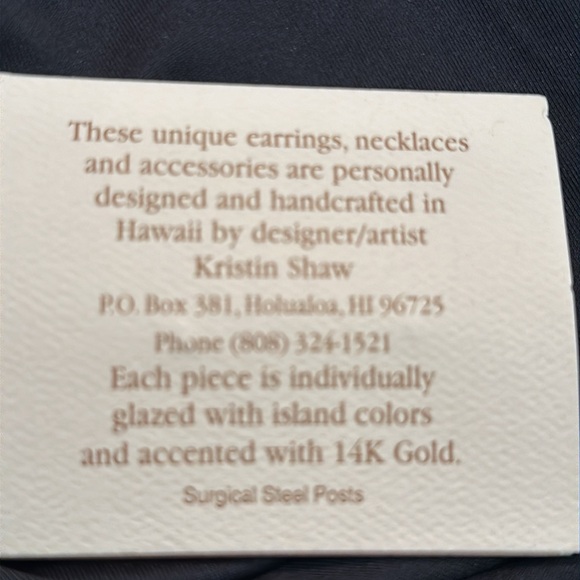 These unique earrings, necklaces
and accessories are personally
designed and handcrafted in
Hawaii by designer/artist
Kristin Shaw
P.O. Box 381, Holualoa, HI 96725
Phone (808) 324-1521
Each piece is individually
glazed with island colors
and accented with 14K Gold.
Surgical Steel Posts